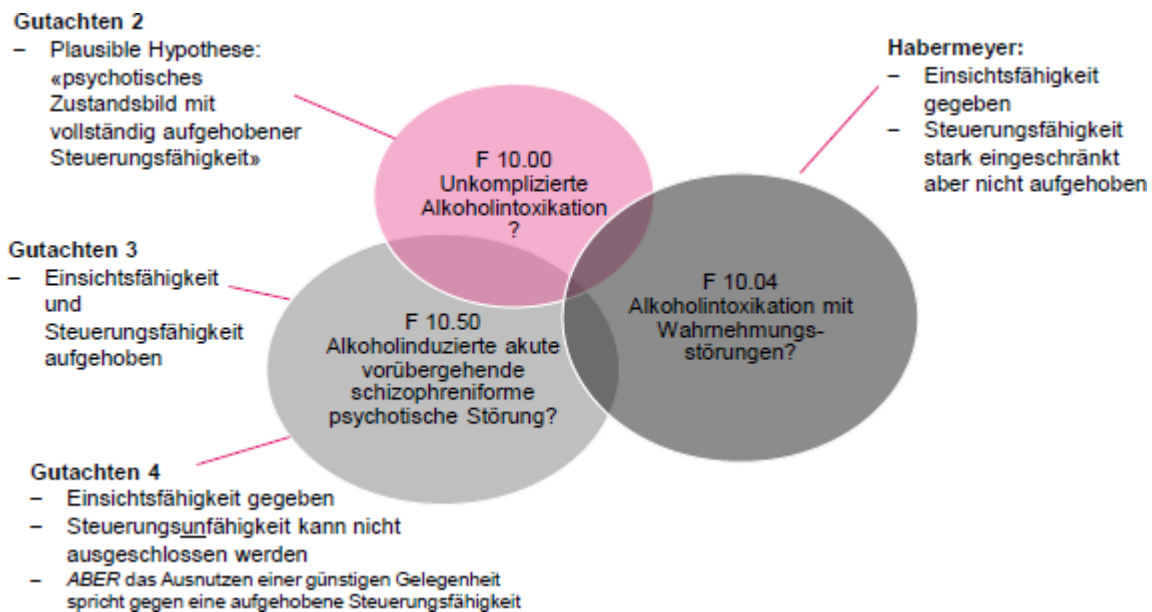 Gutachten 2
– Plausible Hypothese:
«psychotisches
Zustandsbild mit
vollständig aufgehobener
Steuerungsfähigkeit»
Habermeyer:
– Einsichtsfähigkeit
gegeben
– Steuerungsfähigkeit
stark eingeschränkt
aber nicht aufgehoben
F 10.00
Unkomplizierte
Alkoholintoxikation
?
Gutachten 3
– Einsichtsfähigkeit
und
Steuerungsfähigkeit
aufgehoben
F 10.04
Alkoholintoxikation mit
Wahrnehmungs-
störungen?
F 10.50
Alkoholinduzierte akute
vorübergehende
schizophreniforme
psychotische Störung?
Gutachten 4
– Einsichtsfähigkeit gegeben
– Steuerungsunfähigkeit kann nicht
ausgeschlossen werden
– ABER das Ausnutzen einer günstigen Gelegenheit
spricht gegen eine aufgehobene Steuerungsfähigkeit